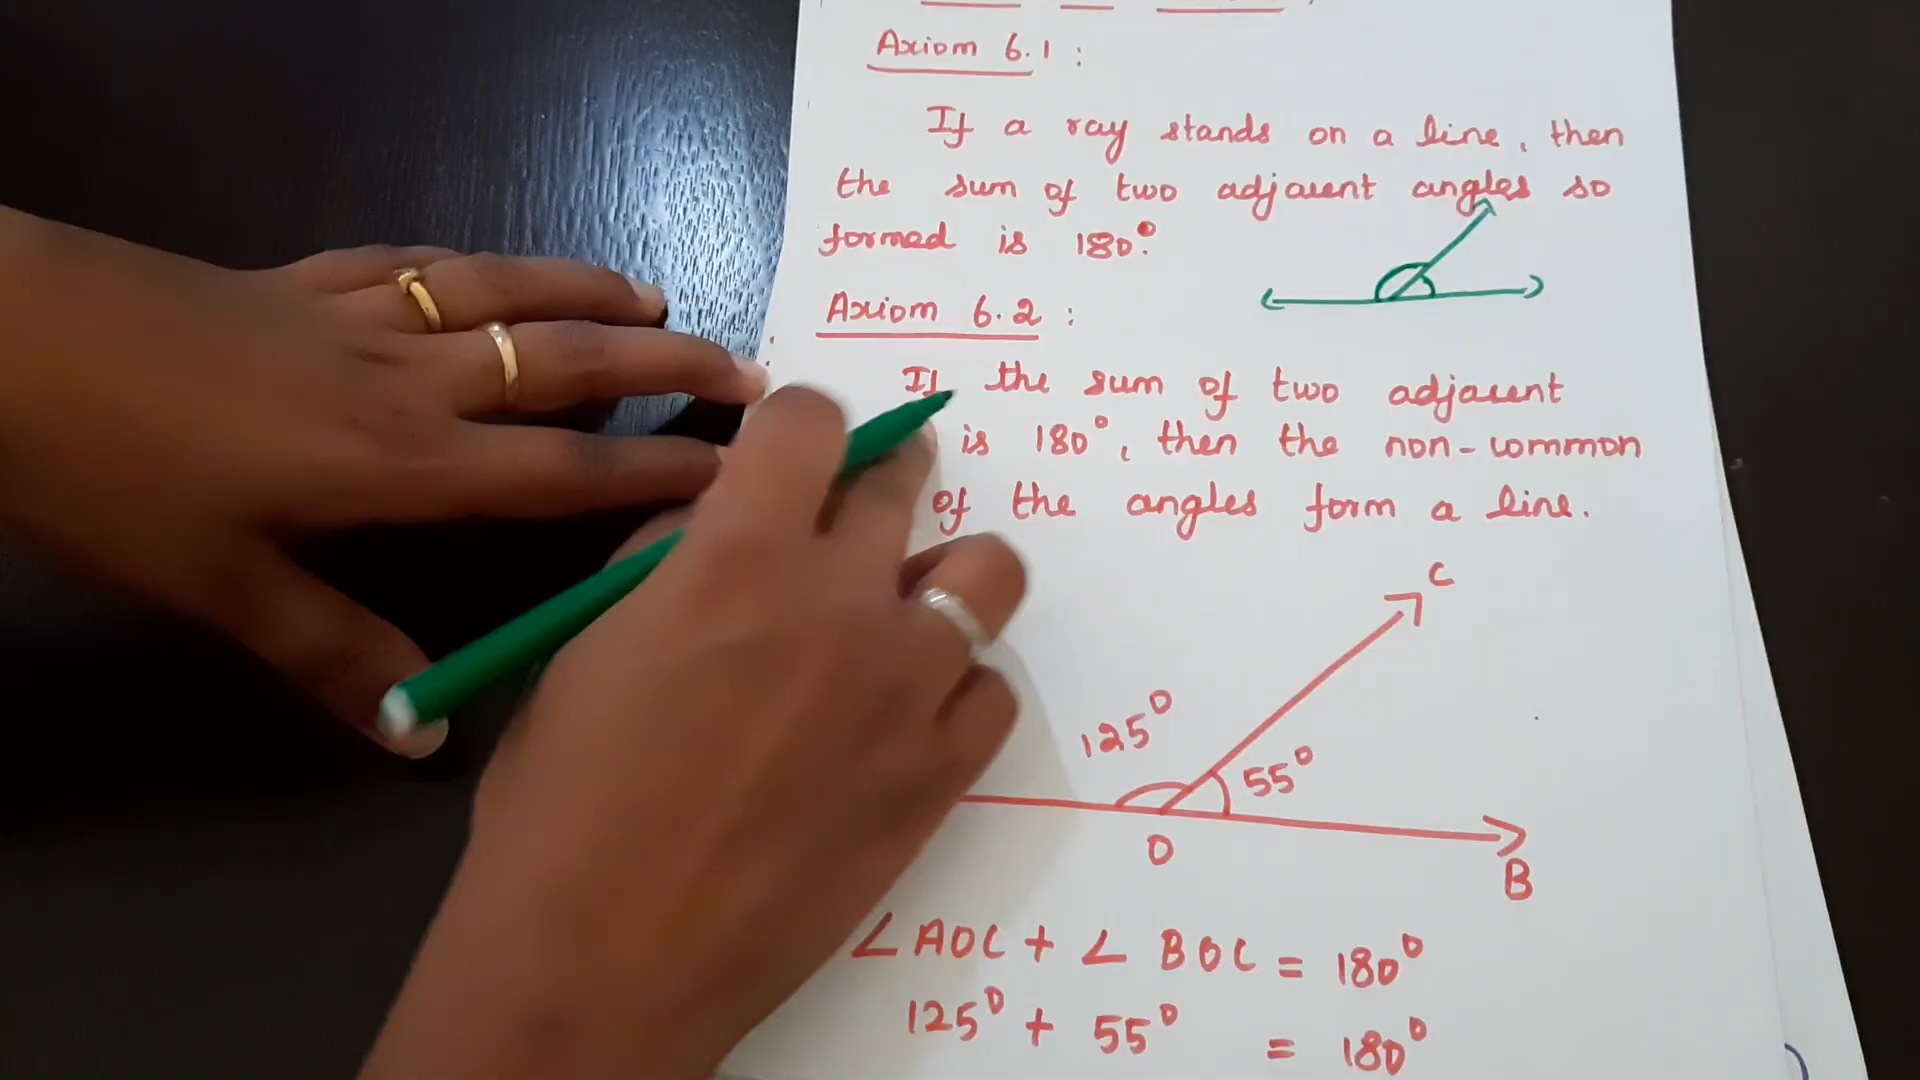 Axiom 6.1 :
If a ray stands on a line, then
the sum of two adjacent angles so
formed is 180°.
Axiom 6.2 :
If the sum of two adjacent
is 180°, then the non-common
of the angles form a line.
C
125°
55°
O
B
∠AOC + ∠BOC = 180°
125° + 55° = 180°